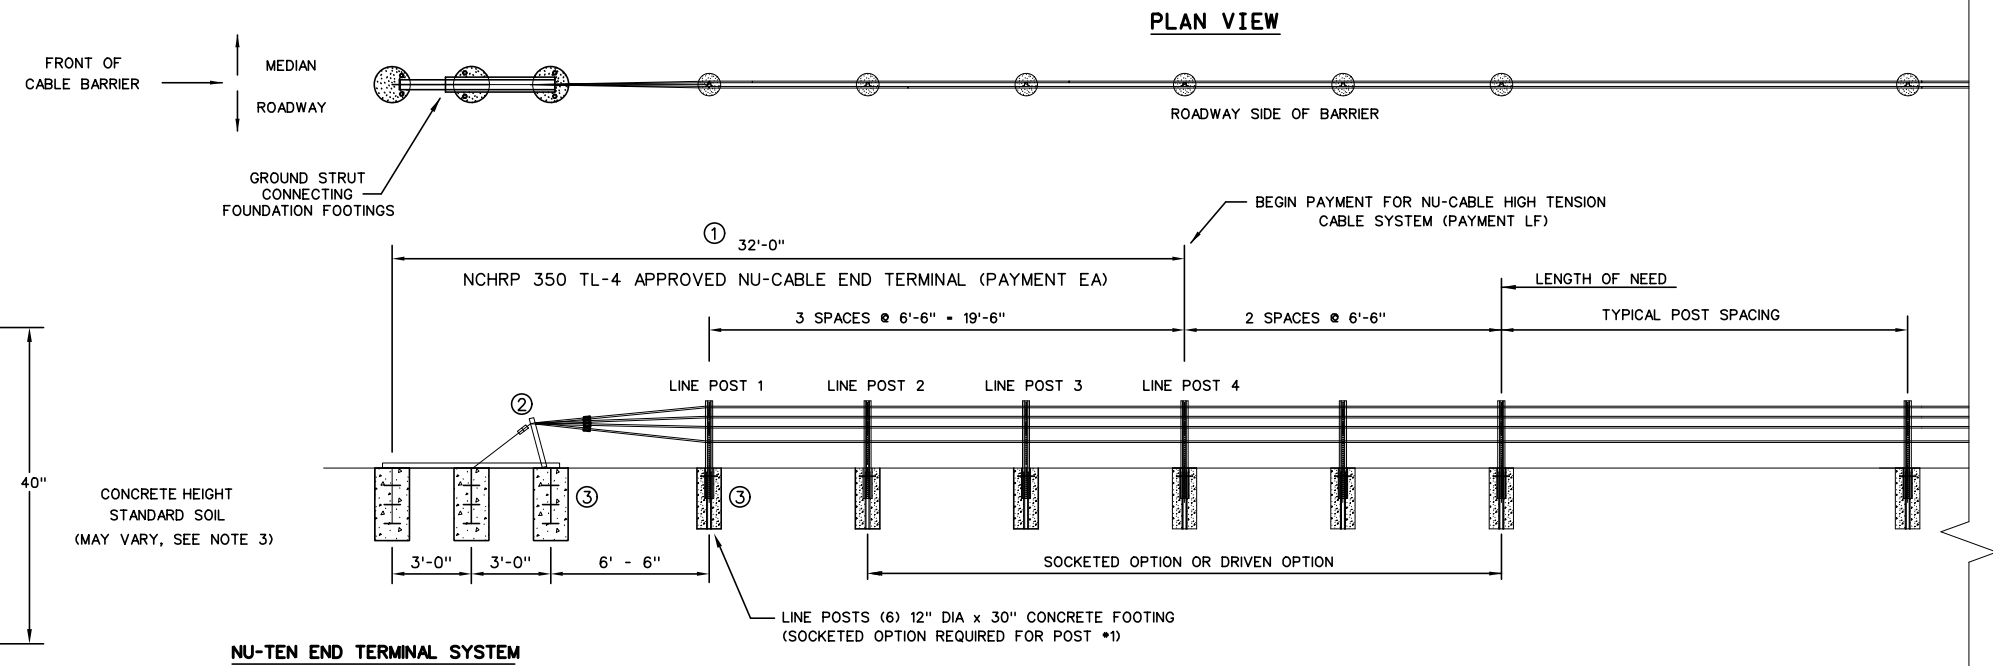 PLAN VIEW
FRONT OF
CABLE BARRIER
MEDIAN
ROADWAY
ROADWAY SIDE OF BARRIER
GROUND STRUT
CONNECTING
FOUNDATION FOOTINGS
BEGIN PAYMENT FOR NU-CABLE HIGH TENSION
CABLE SYSTEM (PAYMENT LF)
1
32'-0"
NCHRP 350 TL-4 APPROVED NU-CABLE END TERMINAL (PAYMENT EA)
LENGTH OF NEED
3 SPACES @ 6'-6" = 19'-6"
2 SPACES @ 6'-6"
TYPICAL POST SPACING
LINE POST 1
LINE POST 2
LINE POST 3
LINE POST 4
2
40"
CONCRETE HEIGHT
STANDARD SOIL
(MAY VARY, SEE NOTE 3)
3
3
3'-0"
3'-0"
6' - 6"
SOCKETED OPTION OR DRIVEN OPTION
LINE POSTS (6) 12" DIA x 30" CONCRETE FOOTING
(SOCKETED OPTION REQUIRED FOR POST #1)
NU-TEN END TERMINAL SYSTEM